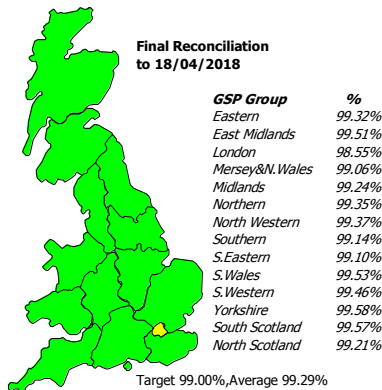 Final Reconciliation
to 18/04/2018
GSP Group %
Eastern 99.32%
East Midlands 99.51%
London 98.55%
Mersey&N.Wales 99.06%
Midlands 99.24%
Northern 99.35%
North Western 99.37%
Southern 99.14%
S.Eastern 99.10%
S.Wales 99.53%
S.Western 99.46%
Yorkshire 99.58%
South Scotland 99.57%
North Scotland 99.21%
Target 99.00%,Average 99.29%